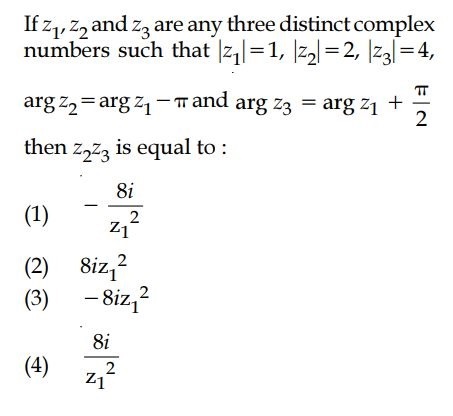 If z₁, z₂ and z₃ are any three distinct complex
numbers such that |z₁|=1, |z₂|=2, |z₃|=4,
arg z₂=arg z₁−π and arg z₃ = arg z₁ + π/2
then z₂z₃ is equal to :
(1) − 8i/z₁²
(2) 8iz₁²
(3) −8iz₁²
(4) 8i/z₁²